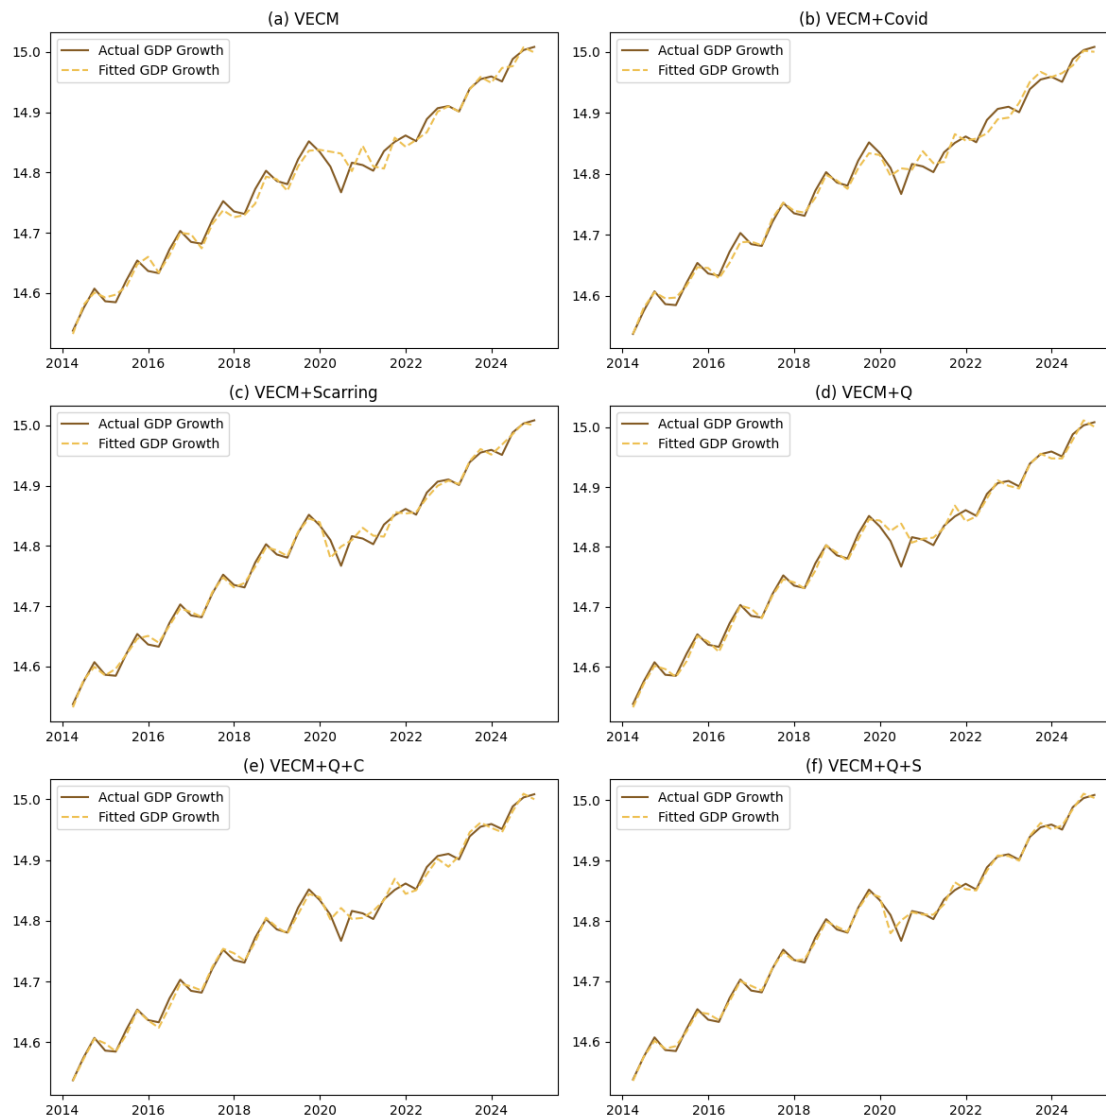 (a) VECM
Actual GDP Growth
Fitted GDP Growth
15.0
14.9
14.8
14.7
14.6
2014 2016 2018 2020 2022 2024
(b) VECM+Covid
Actual GDP Growth
Fitted GDP Growth
15.0
14.9
14.8
14.7
14.6
2014 2016 2018 2020 2022 2024
(c) VECM+Scarring
Actual GDP Growth
Fitted GDP Growth
15.0
14.9
14.8
14.7
14.6
2014 2016 2018 2020 2022 2024
(d) VECM+Q
Actual GDP Growth
Fitted GDP Growth
15.0
14.9
14.8
14.7
14.6
2014 2016 2018 2020 2022 2024
(e) VECM+Q+C
Actual GDP Growth
Fitted GDP Growth
15.0
14.9
14.8
14.7
14.6
2014 2016 2018 2020 2022 2024
(f) VECM+Q+S
Actual GDP Growth
Fitted GDP Growth
15.0
14.9
14.8
14.7
14.6
2014 2016 2018 2020 2022 2024